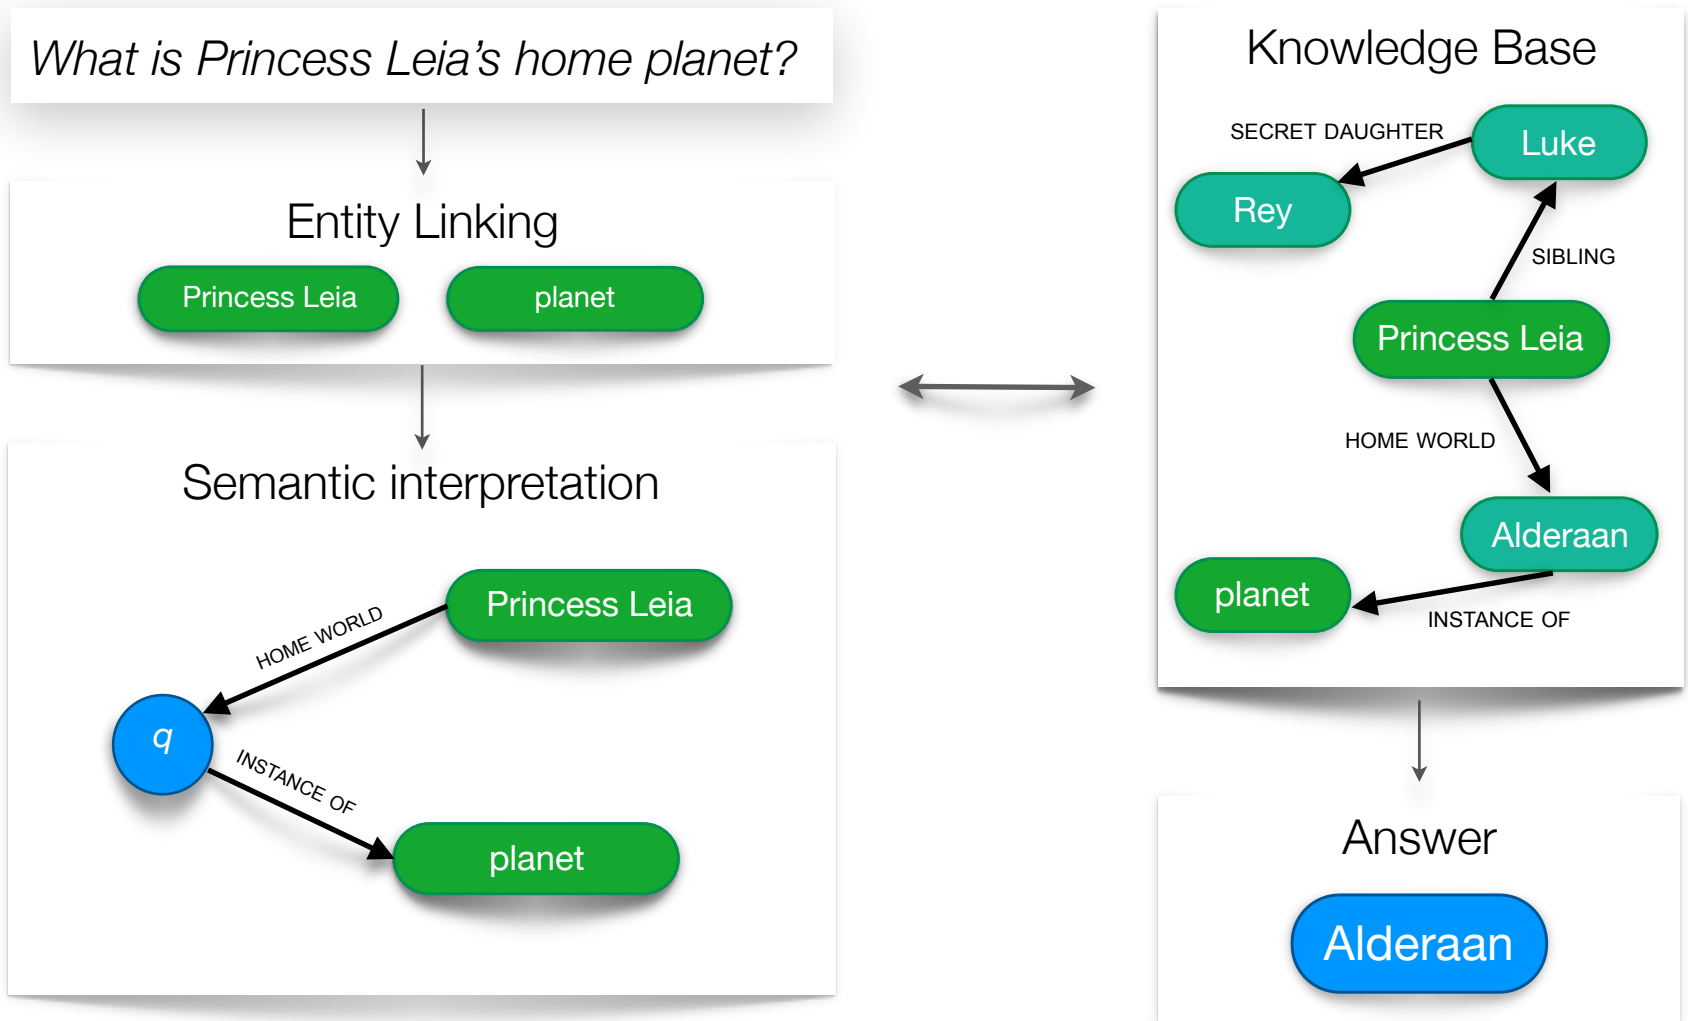 What is Princess Leia's home planet?
Entity Linking
Princess Leia
planet
Semantic interpretation
Princess Leia
HOME WORLD
q
INSTANCE OF
planet
Knowledge Base
SECRET DAUGHTER
Luke
Rey
SIBLING
Princess Leia
HOME WORLD
Alderaan
planet
INSTANCE OF
Answer
Alderaan